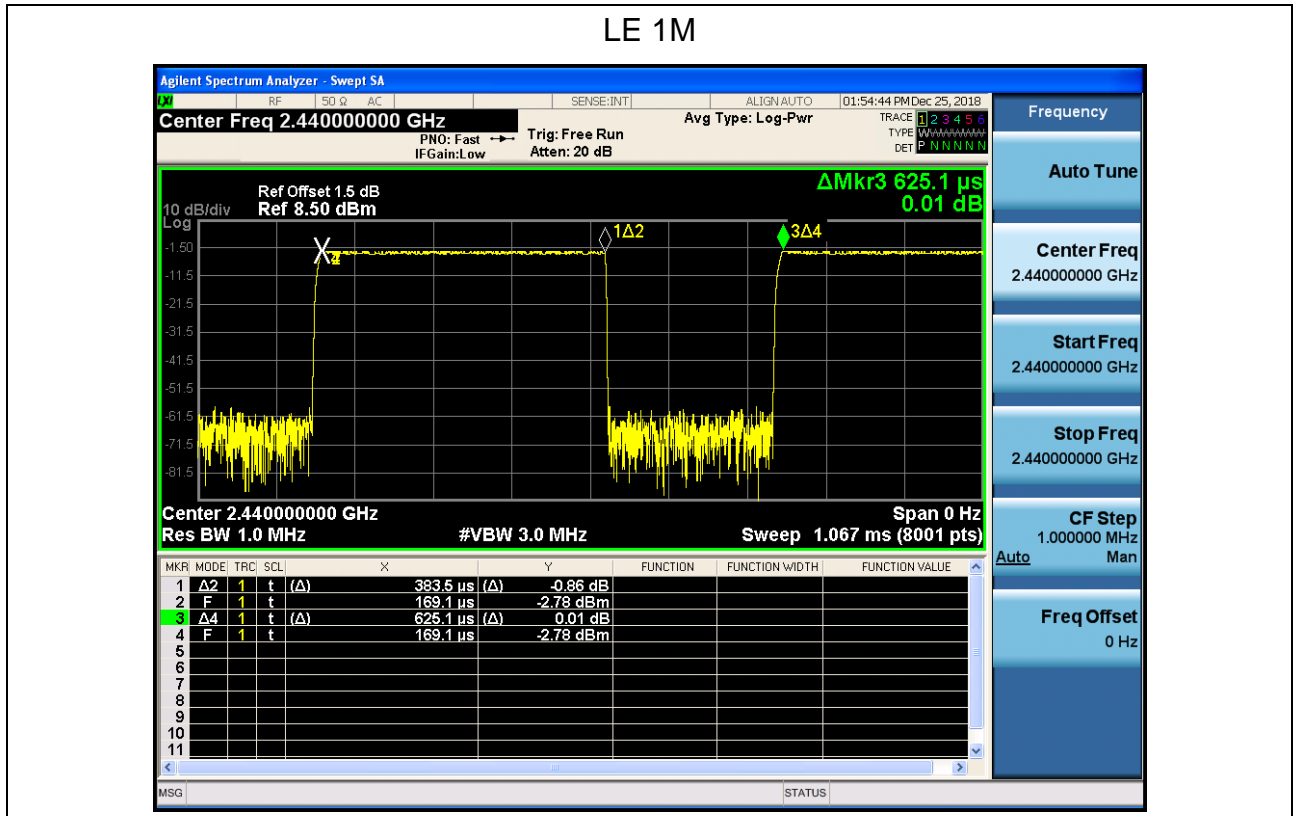 LE 1M
Agilent Spectrum Analyzer - Swept SA
LXI RF 50 Ω AC SENSE:INT ALIGN AUTO 01:54:44 PM Dec 25, 2018
Center Freq 2.440000000 GHz Avg Type: Log-Pwr TRACE 1 2 3 4 5 6
PNO: Fast Trig: Free Run TYPE WWWWWW
IFGain:Low Atten: 20 dB DET P N N N N N
ΔMkr3 625.1 µs
0.01 dB
Ref Offset 1.5 dB
10 dB/div Ref 8.50 dBm
Log
1Δ2 3Δ4
-1.50
-11.5
-21.5
-31.5
-41.5
-51.5
-61.5
-71.5
-81.5
Center 2.440000000 GHz Span 0 Hz
Res BW 1.0 MHz #VBW 3.0 MHz Sweep 1.067 ms (8001 pts)
MKR MODE TRC SCL X Y FUNCTION FUNCTION WIDTH FUNCTION VALUE
1 Δ2 1 t (Δ) 383.5 µs (Δ) -0.86 dB
2 F 1 t 169.1 µs -2.78 dBm
3 Δ4 1 t (Δ) 625.1 µs (Δ) 0.01 dB
4 F 1 t 169.1 µs -2.78 dBm
5
6
7
8
9
10
11
MSG STATUS
Frequency
Auto Tune
Center Freq
2.440000000 GHz
Start Freq
2.440000000 GHz
Stop Freq
2.440000000 GHz
CF Step
1.000000 MHz
Auto Man
Freq Offset
0 Hz